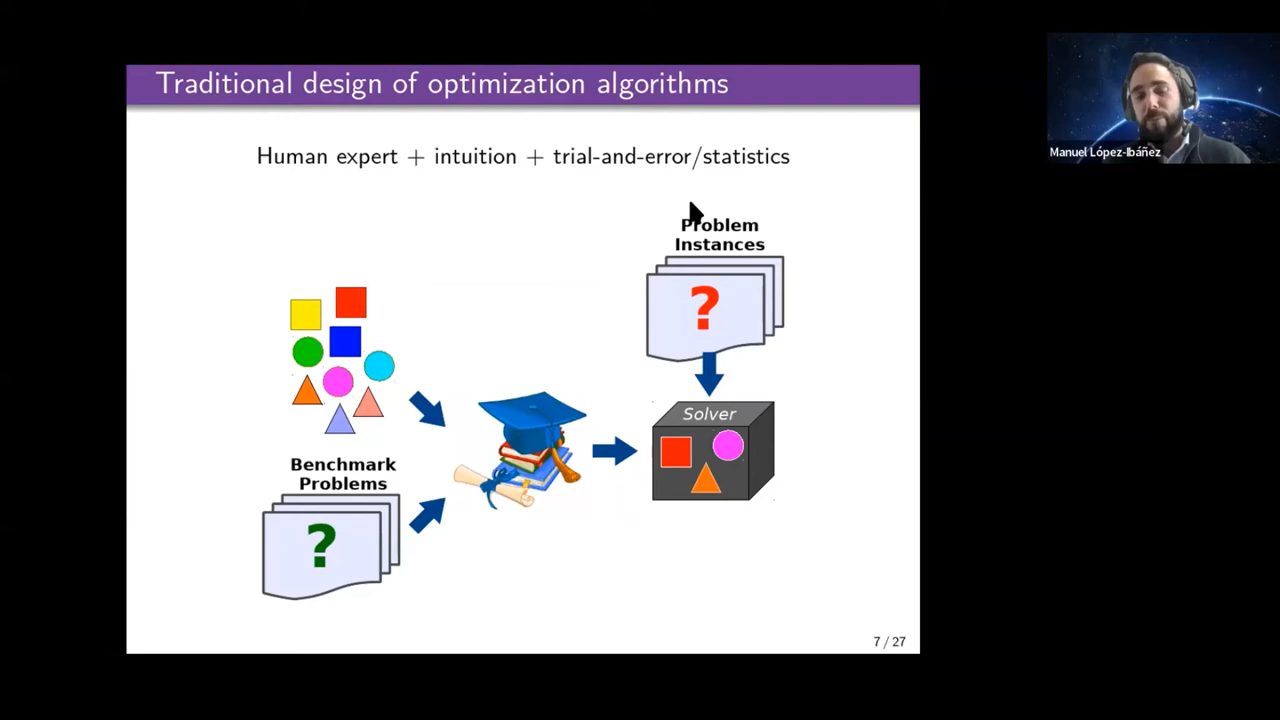 Traditional design of optimization algorithms
Human expert + intuition + trial-and-error/statistics
Problem
Instances
?
Solver
Benchmark
Problems
?
7 / 27
Manuel López-Ibáñez